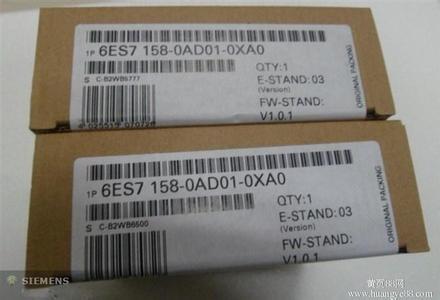 1P 6ES7 158-0AD01-0XA0
QTY:1
S C-B2WB5777
E-STAND:03
(Version)
FW-STAND:
V1.0.1
ORIGINAL PACKING
1P 6ES7 158-0AD01-0XA0
QTY:1
S C-B2WB6500
E-STAND:03
(Version)
FW-STAND:
V1.0.1
ORIGINAL PACKING
SIEMENS
黄页88网
www.huangye88.com